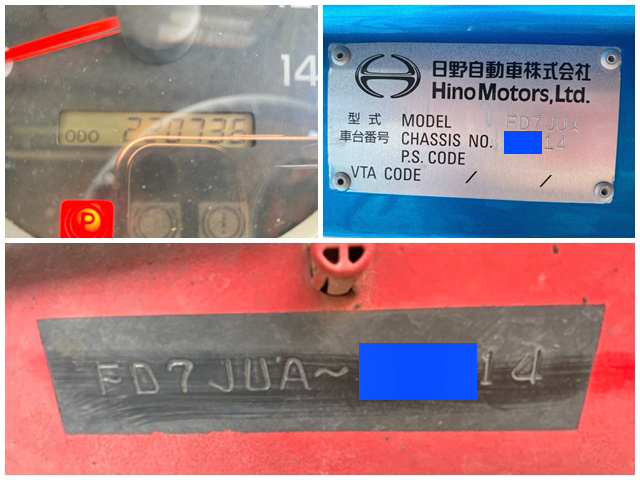 14
ODO
P
日野自動車株式会社
Hino Motors, Ltd.
型式 MODEL FD7JUA
車台番号 CHASSIS NO. 14
P.S. CODE
VTA CODE / /
FD7JUA~ 14